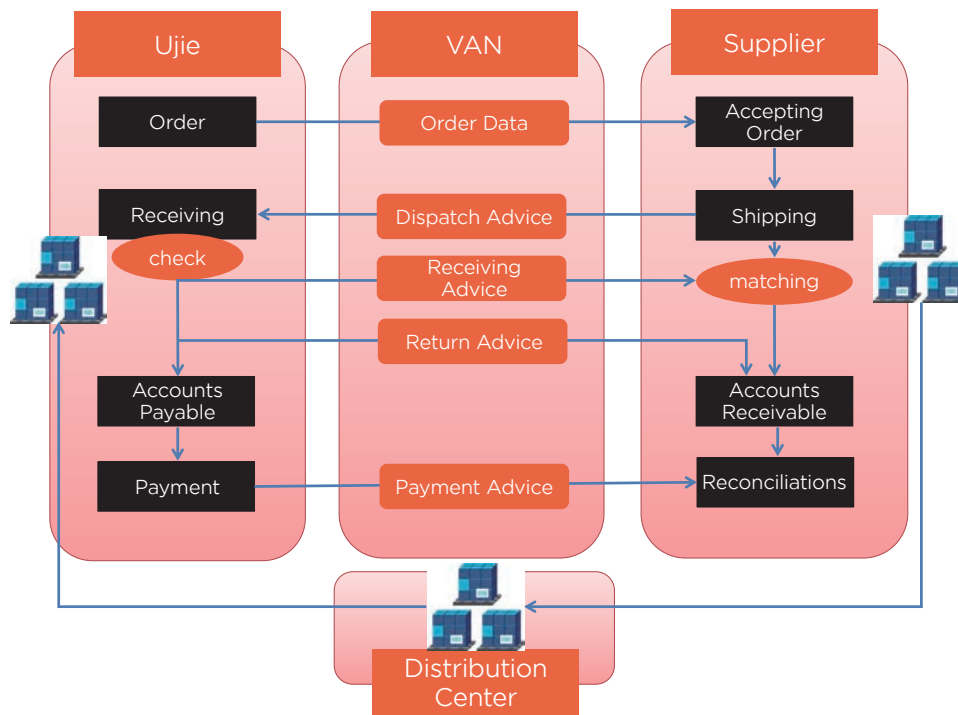 Ujie
VAN
Supplier
Order
Order Data
Accepting
Order
Receiving
Dispatch Advice
Shipping
check
Receiving
Advice
matching
Return Advice
Accounts
Payable
Accounts
Receivable
Payment
Payment Advice
Reconciliations
Distribution
Center